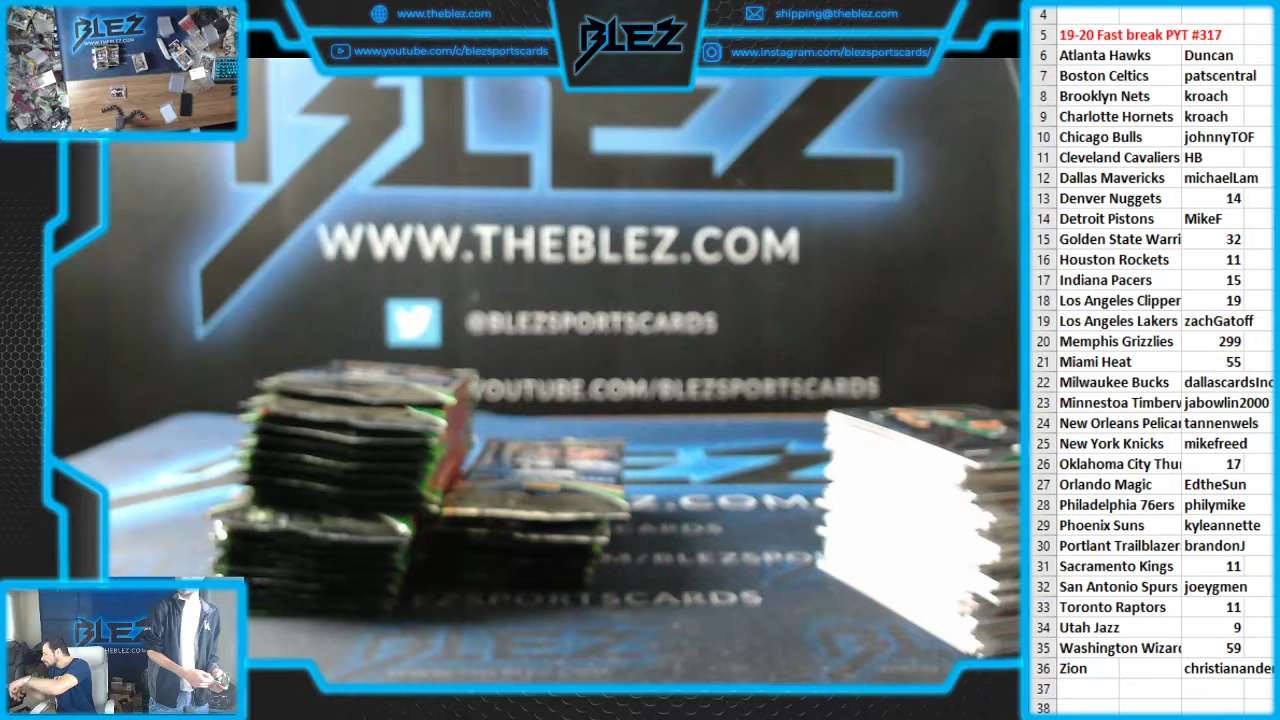 www.theblez.com
www.youtube.com/c/blezsportscards
BLEZ
shipping@theblez.com
www.instagram.com/blezsportscards/
BLEZ
WWW.THEBLEZ.COM
@BLEZSPORTSCARDS
YOUTUBE.COM/BLEZSPORTSCARDS
4
5 19-20 Fast break PYT #317
6 Atlanta Hawks Duncan
7 Boston Celtics patscentral
8 Brooklyn Nets kroach
9 Charlotte Hornets kroach
10 Chicago Bulls johnnyTOF
11 Cleveland Cavaliers HB
12 Dallas Mavericks michaelLam
13 Denver Nuggets 14
14 Detroit Pistons MikeF
15 Golden State Warri 32
16 Houston Rockets 11
17 Indiana Pacers 15
18 Los Angeles Clipper 19
19 Los Angeles Lakers zachGatoff
20 Memphis Grizzlies 299
21 Miami Heat 55
22 Milwaukee Bucks dallascardsInc
23 Minnestoa Timberv jabowlin2000
24 New Orleans Pelicar tannenwels
25 New York Knicks mikefreed
26 Oklahoma City Thu 17
27 Orlando Magic EdtheSun
28 Philadelphia 76ers philymike
29 Phoenix Suns kyleannette
30 Portlant Trailblazer brandonJ
31 Sacramento Kings 11
32 San Antonio Spurs joeygmen
33 Toronto Raptors 11
34 Utah Jazz 9
35 Washington Wizard 59
36 Zion christianander
37
38